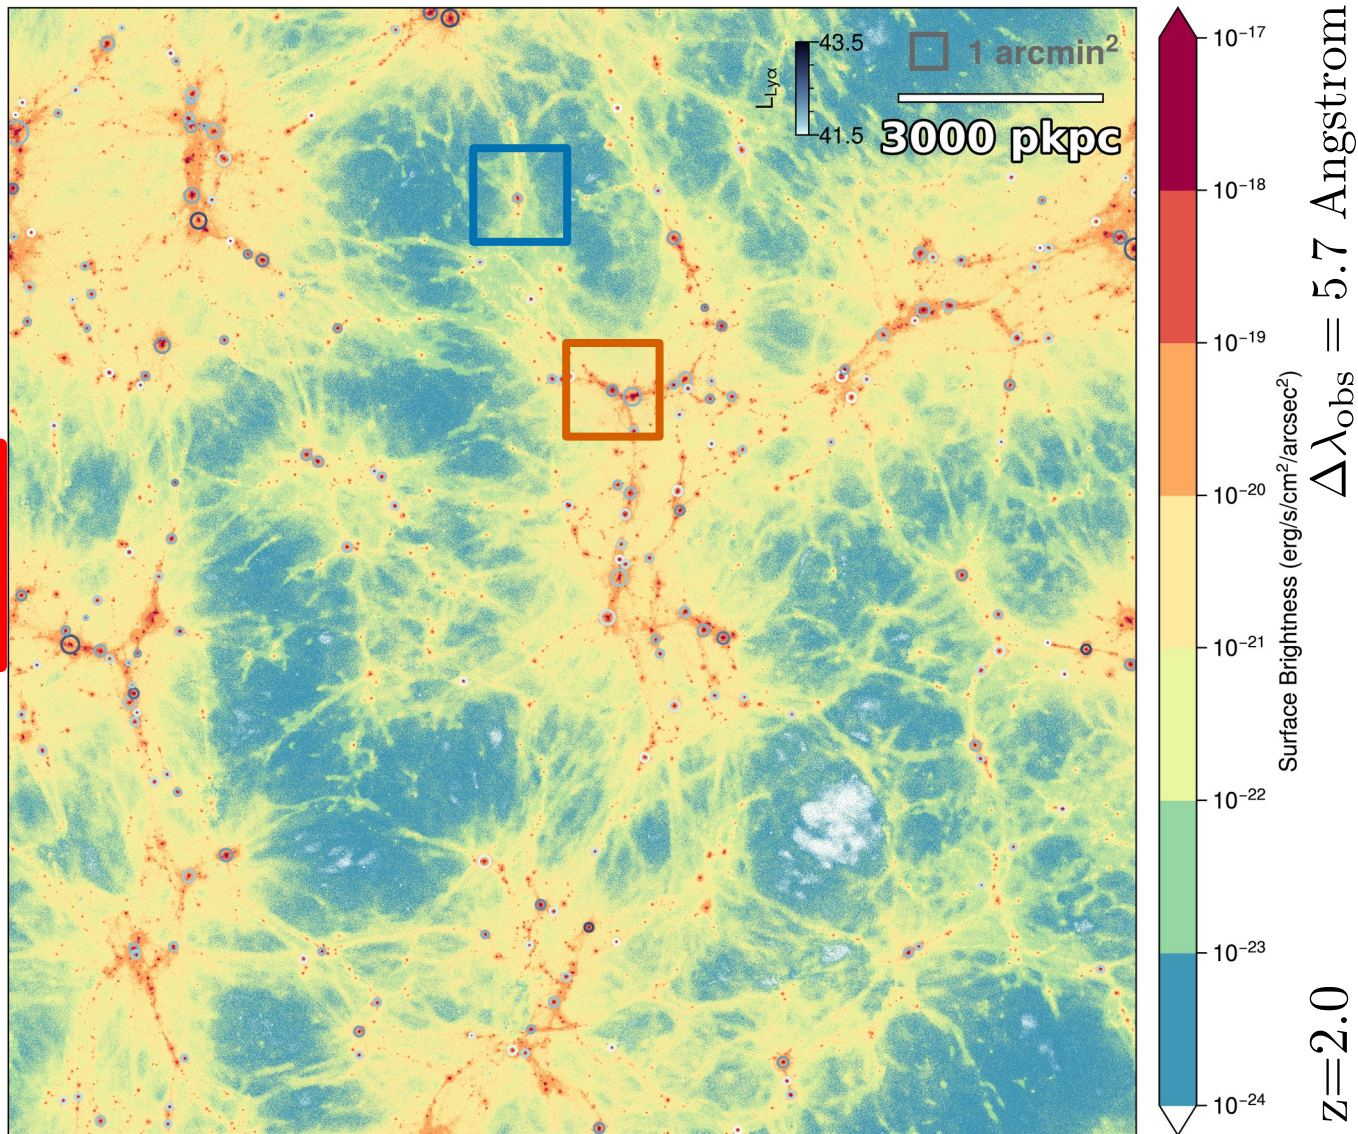 43.5
L_Lyα
41.5
1 arcmin²
3000 pkpc
10⁻¹⁷
10⁻¹⁸
10⁻¹⁹
10⁻²⁰
10⁻²¹
10⁻²²
10⁻²³
10⁻²⁴
Surface Brightness (erg/s/cm²/arcsec²)
Δλ_obs = 5.7 Angstrom
z=2.0